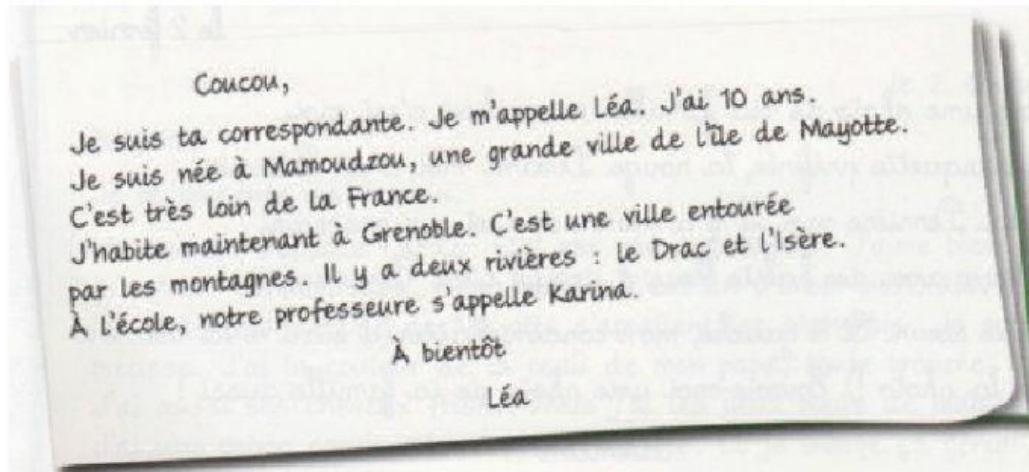 Coucou,
Je suis ta correspondante. Je m'appelle Léa. J'ai 10 ans.
Je suis née à Mamoudzou, une grande ville de l'île de Mayotte.
C'est très loin de la France.
J'habite maintenant à Grenoble. C'est une ville entourée
par les montagnes. Il y a deux rivières : le Drac et l'Isère.
À l'école, notre professeure s'appelle Karina.
À bientôt
Léa